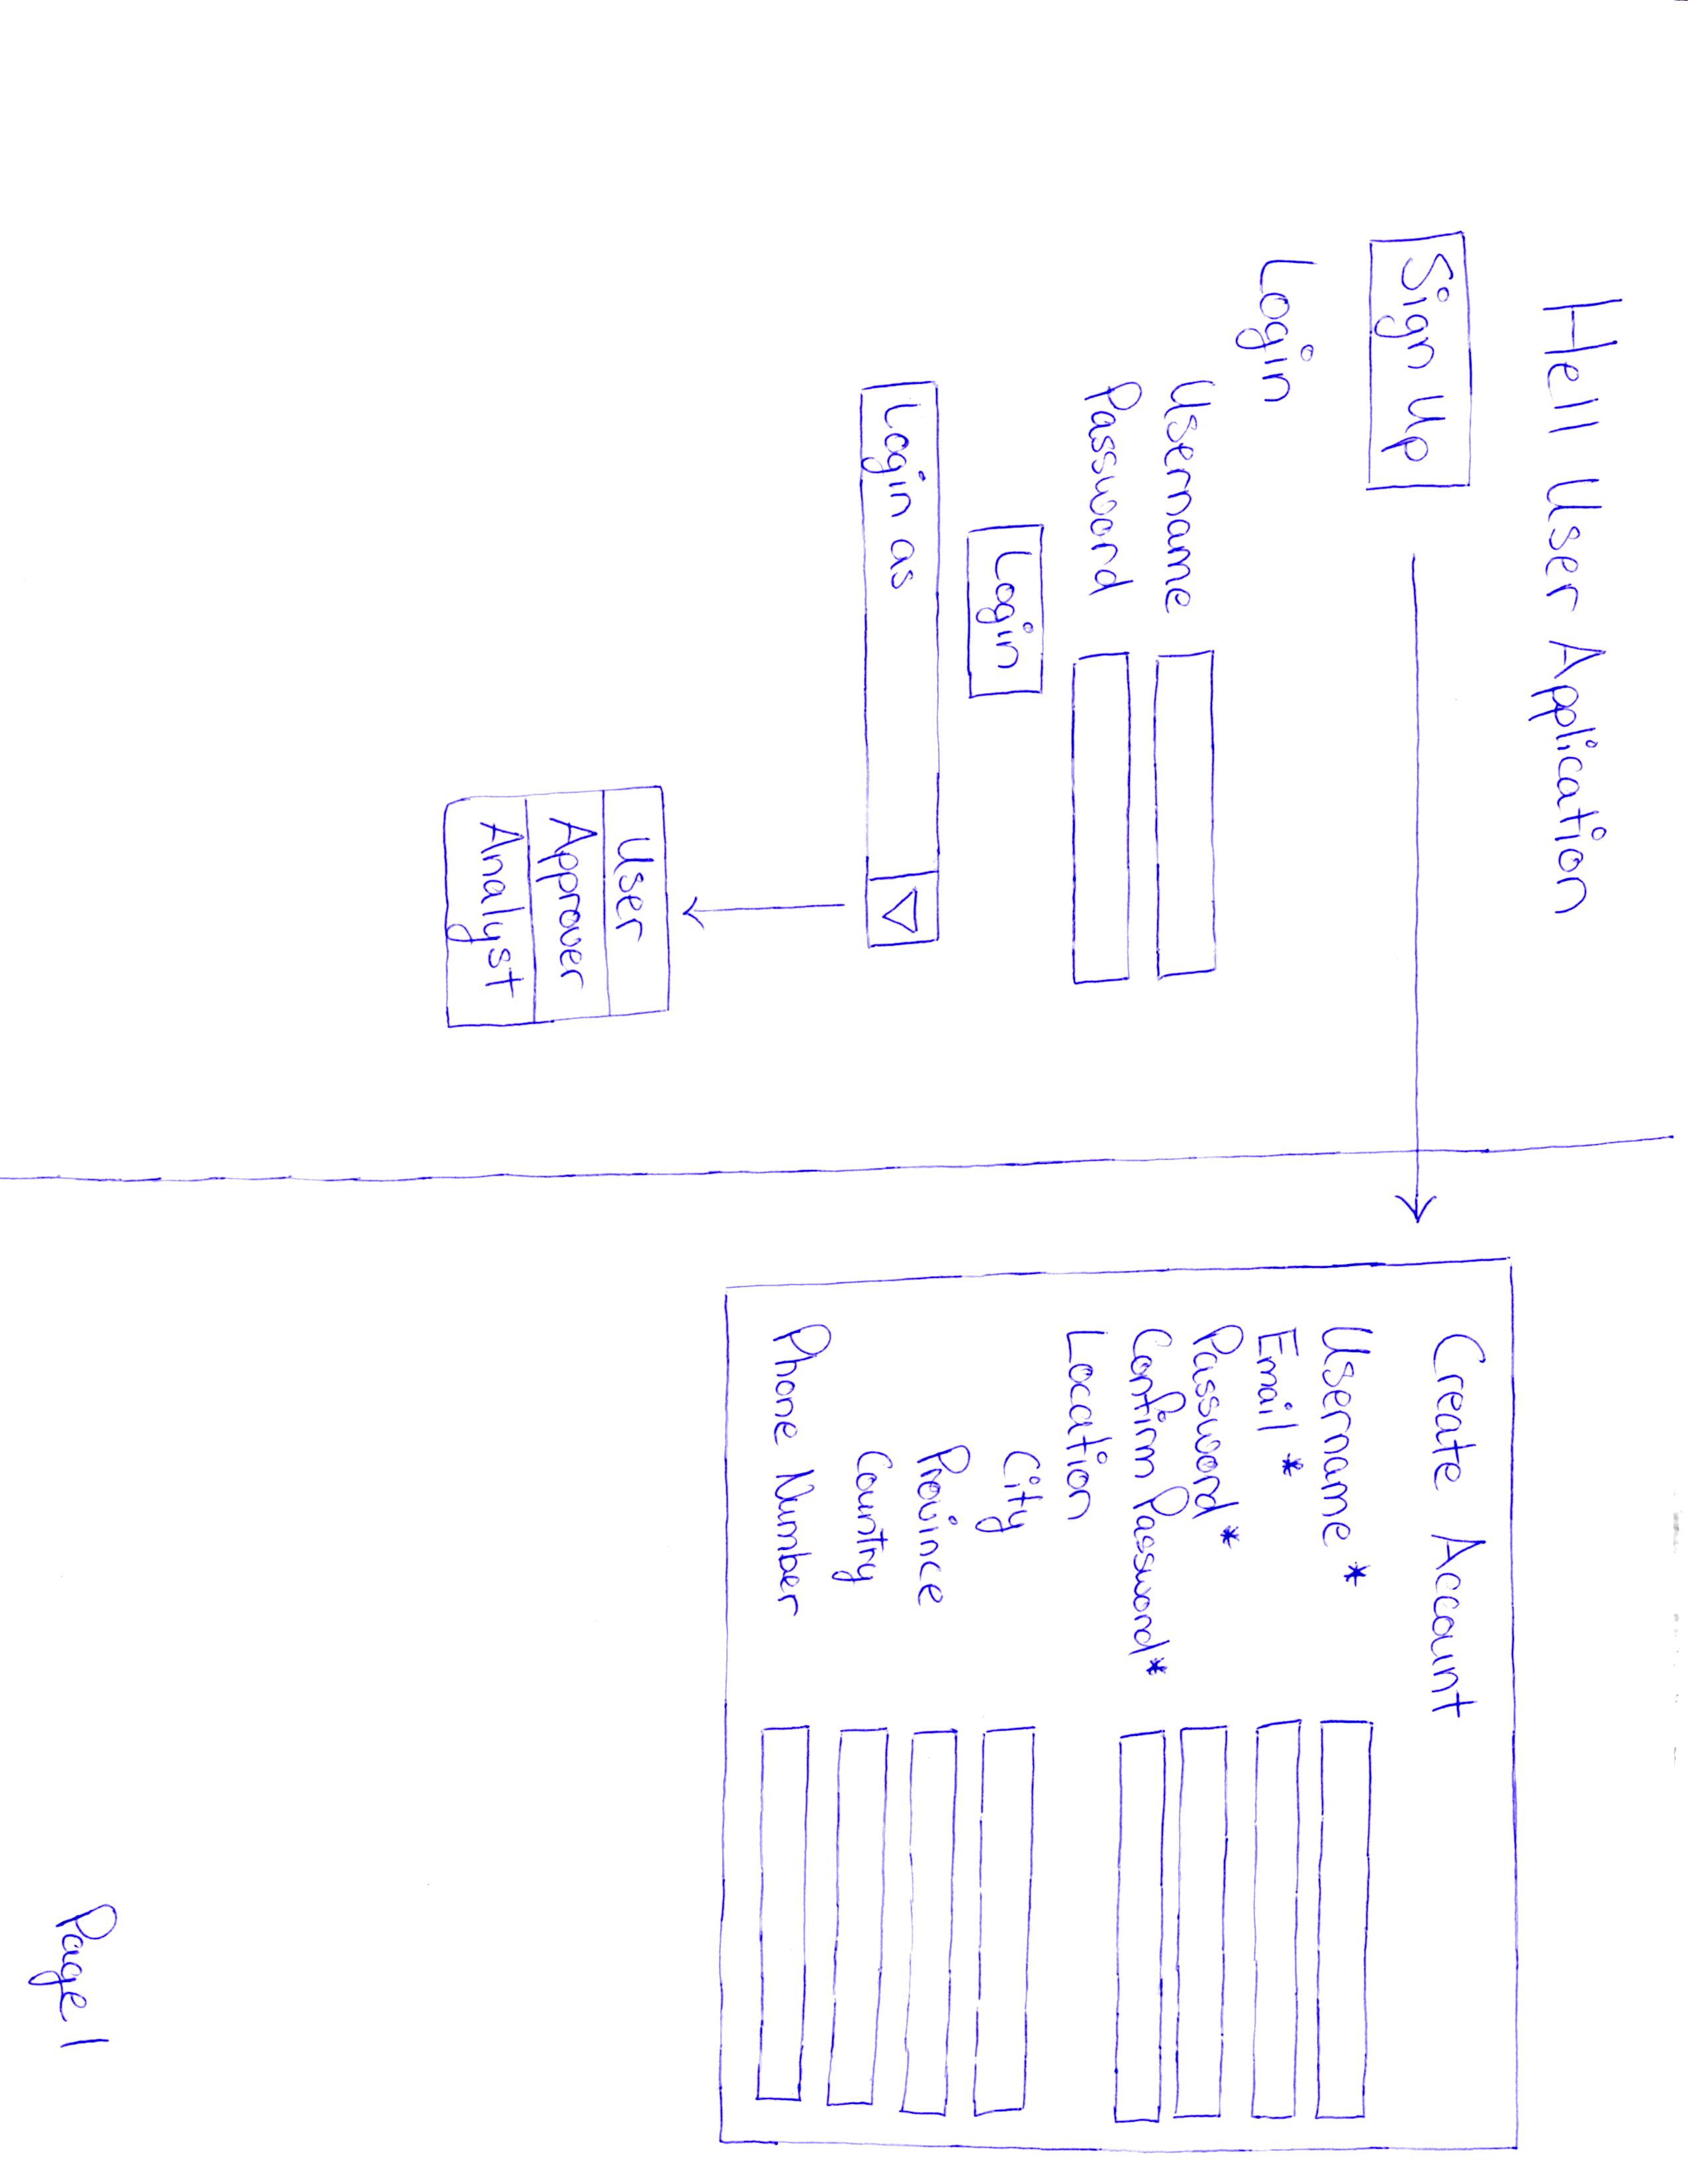 Hell User Application
Sign Up
Login
Username
Password
Login
Login as
User
Approver
Analyst
Create Account
Username *
Email *
Password *
Confirm Password *
Location
City
Province
Country
Phone Number
Page 1